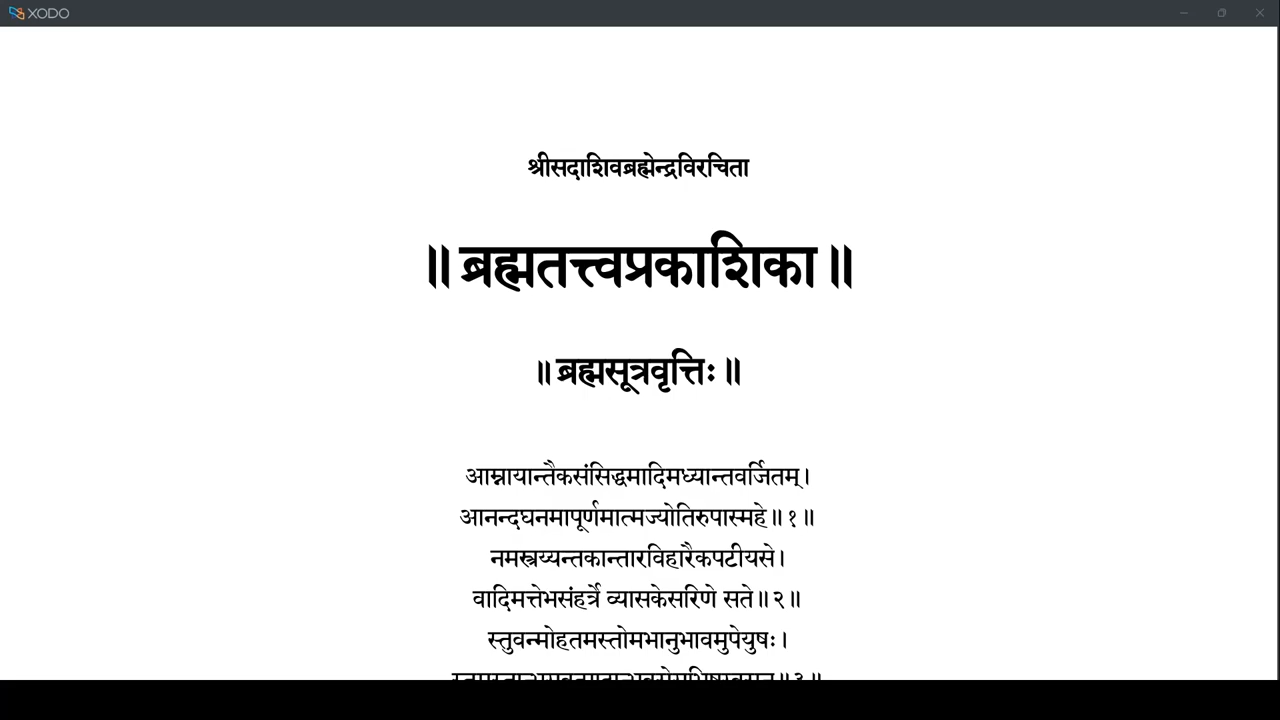 XODO
श्रीसदाशिवब्रह्मेन्द्रविरचिता
॥ ब्रह्मतत्त्वप्रकाशिका ॥
॥ ब्रह्मसूत्रवृत्तिः ॥
आम्नायान्तैकसंसिद्धमादिमध्यान्तवर्जितम्।
आनन्दघनमापूर्णमात्मज्योतिरुपास्महे॥१॥
नमस्त्रय्यन्तकान्तारविहारैकपटीयसे।
वादिमत्तेभसंहर्त्रे व्यासकेसरिणे सते॥२॥
स्तुवन्मोहतमस्तोमभानुभावमुपेयुषः।